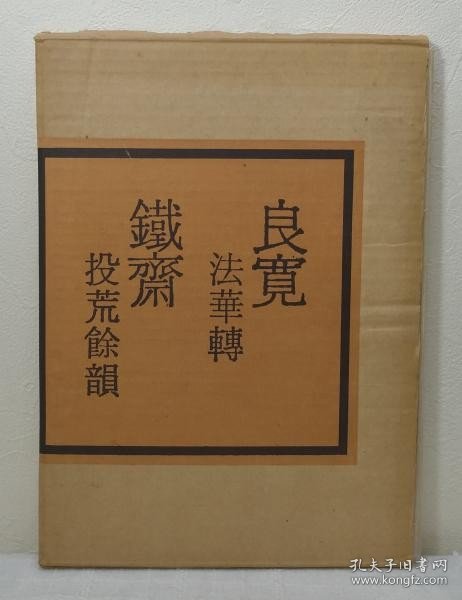 良寛
法華轉
鐵齋
投荒餘韻
孔夫子旧书网
www.kongfz.com